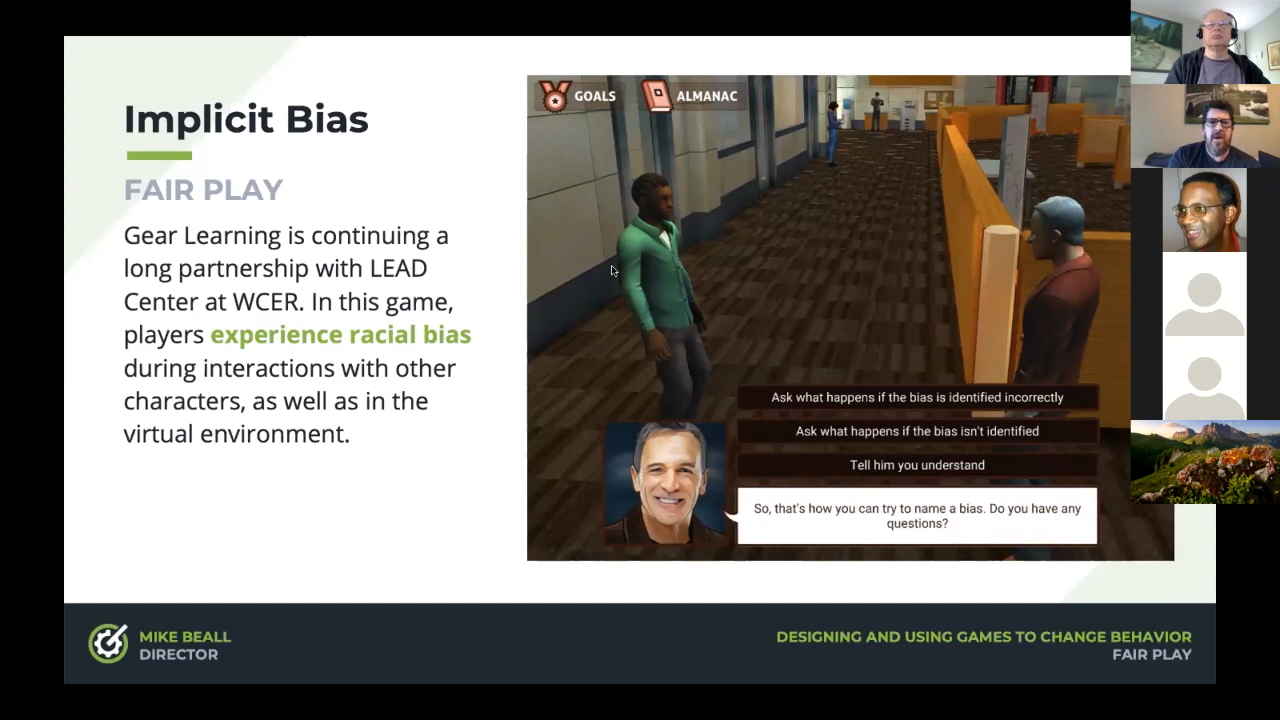 Implicit Bias
FAIR PLAY
Gear Learning is continuing a
long partnership with LEAD
Center at WCER. In this game,
players experience racial bias
during interactions with other
characters, as well as in the
virtual environment.
GOALS
ALMANAC
Ask what happens if the bias is identified incorrectly
Ask what happens if the bias isn't identified
Tell him you understand
So, that's how you can try to name a bias. Do you have any
questions?
MIKE BEALL
DIRECTOR
DESIGNING AND USING GAMES TO CHANGE BEHAVIOR
FAIR PLAY